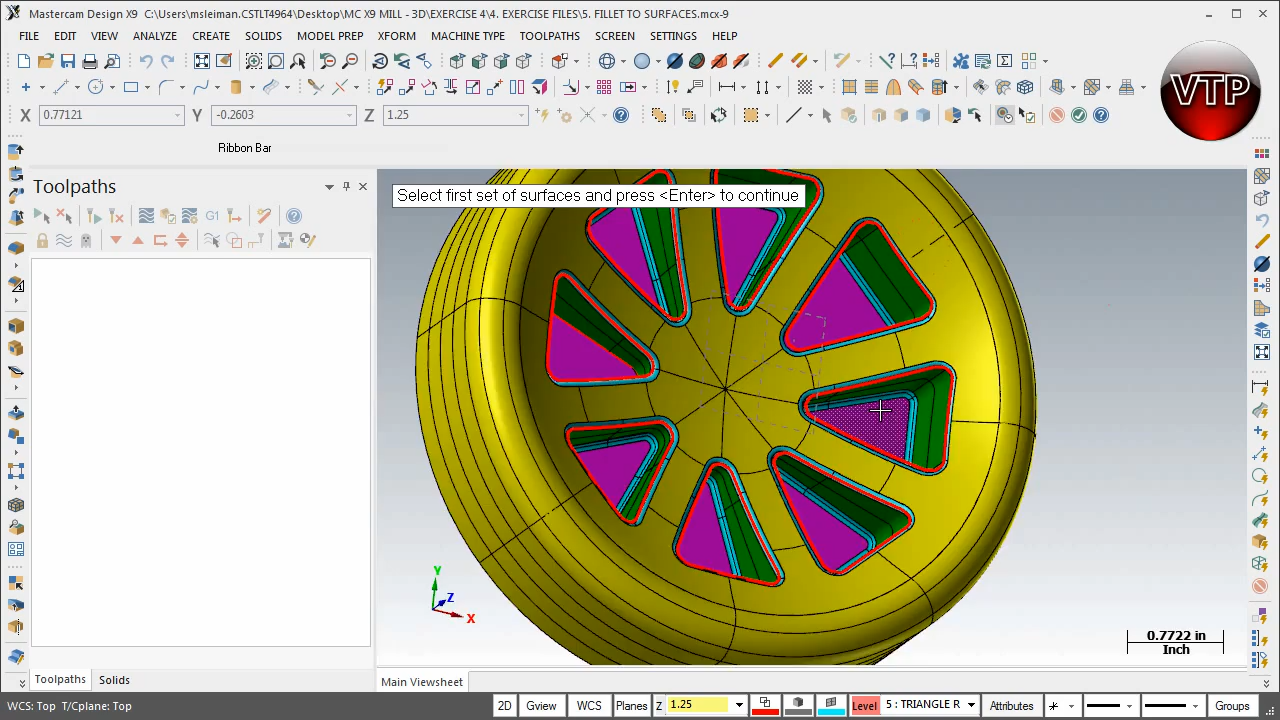 Mastercam Design X9 C:\Users\msleiman.CSTLT4964\Desktop\MC X9 MILL - 3D\EXERCISE 4\4. EXERCISE FILES\5. FILLET TO SURFACES.mcx-9
FILE EDIT VIEW ANALYZE CREATE SOLIDS MODEL PREP XFORM MACHINE TYPE TOOLPATHS SCREEN SETTINGS HELP
VTP
X 0.77121 Y -0.2603 Z 1.25
Ribbon Bar
Toolpaths
Select first set of surfaces and press <Enter> to continue
G1
Y
Z
X
0.7722 in
Inch
Toolpaths Solids
Main Viewsheet
WCS: Top T/Cplane: Top
2D Gview WCS Planes Z 1.25 Level 5 : TRIANGLE R Attributes Groups